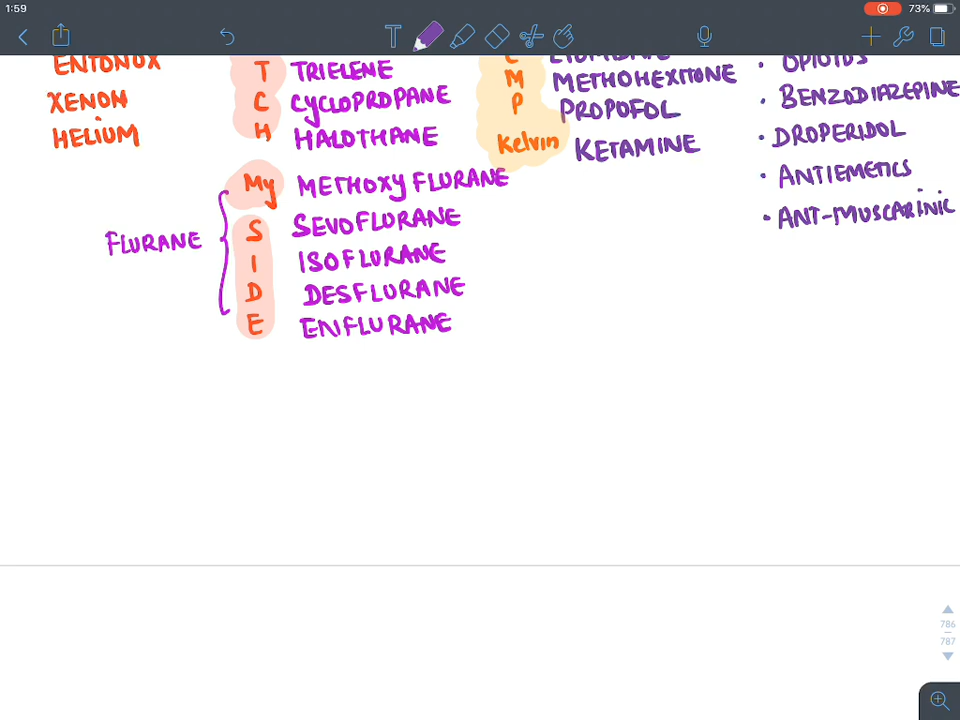 1:59
73%
T
ENTONOX
XENON
HELIUM
T TRIELENE
C CYCLOPROPANE
H HALOTHANE
My METHOXY FLURANE
FLURANE
S SEVOFLURANE
I ISOFLURANE
D DESFLURANE
E ENFLURANE
M METHOHEXITONE
P PROPOFOL
Kelvin KETAMINE
• OPIOIDS
• BENZODIAZEPINE
• DROPERIDOL
• ANTIEMETICS
• ANT-MUSCARINIC
786
787